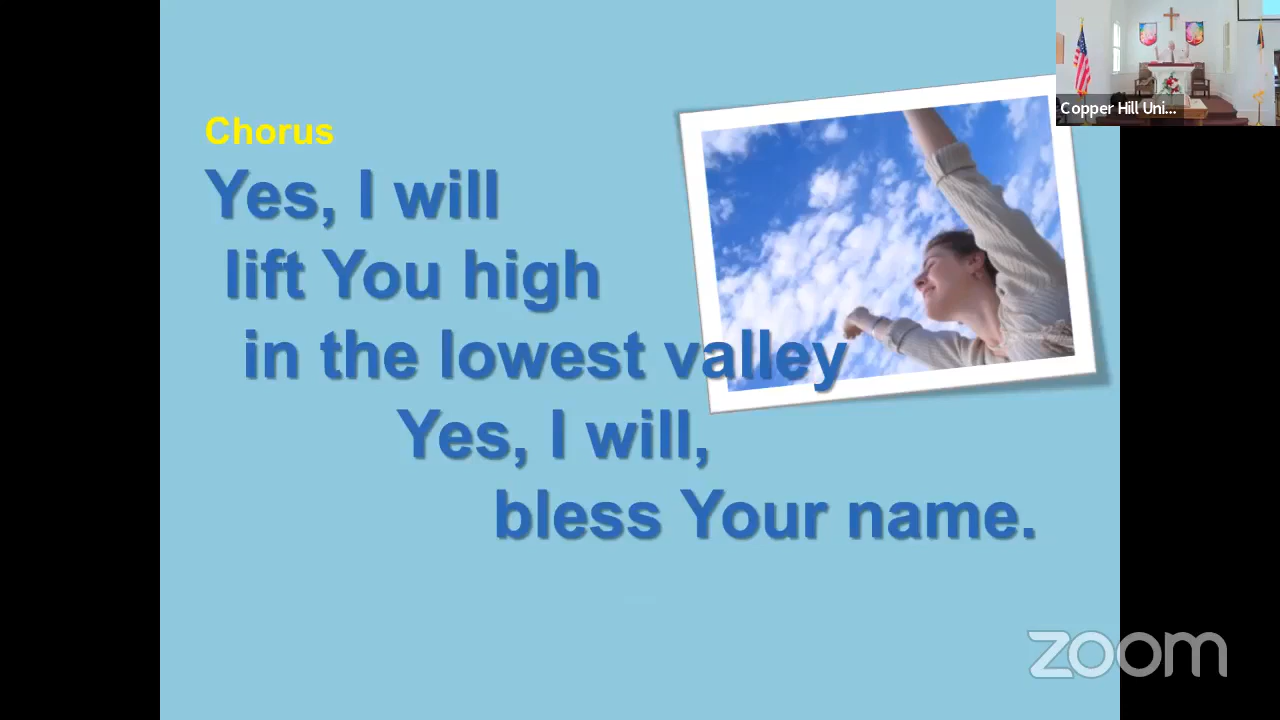 Copper Hill Uni...
Chorus
Yes, I will
lift You high
in the lowest valley
Yes, I will,
bless Your name.
zoom